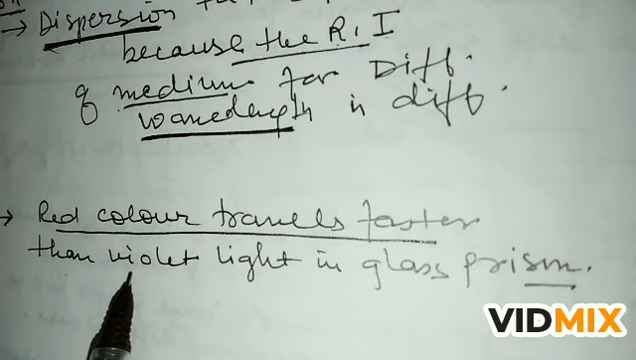 → Dispersion
because the R.I
of medium for Diff.
wavelength is diff.
→ Red colour travels faster
than violet light in glass prism.
VIDMIX